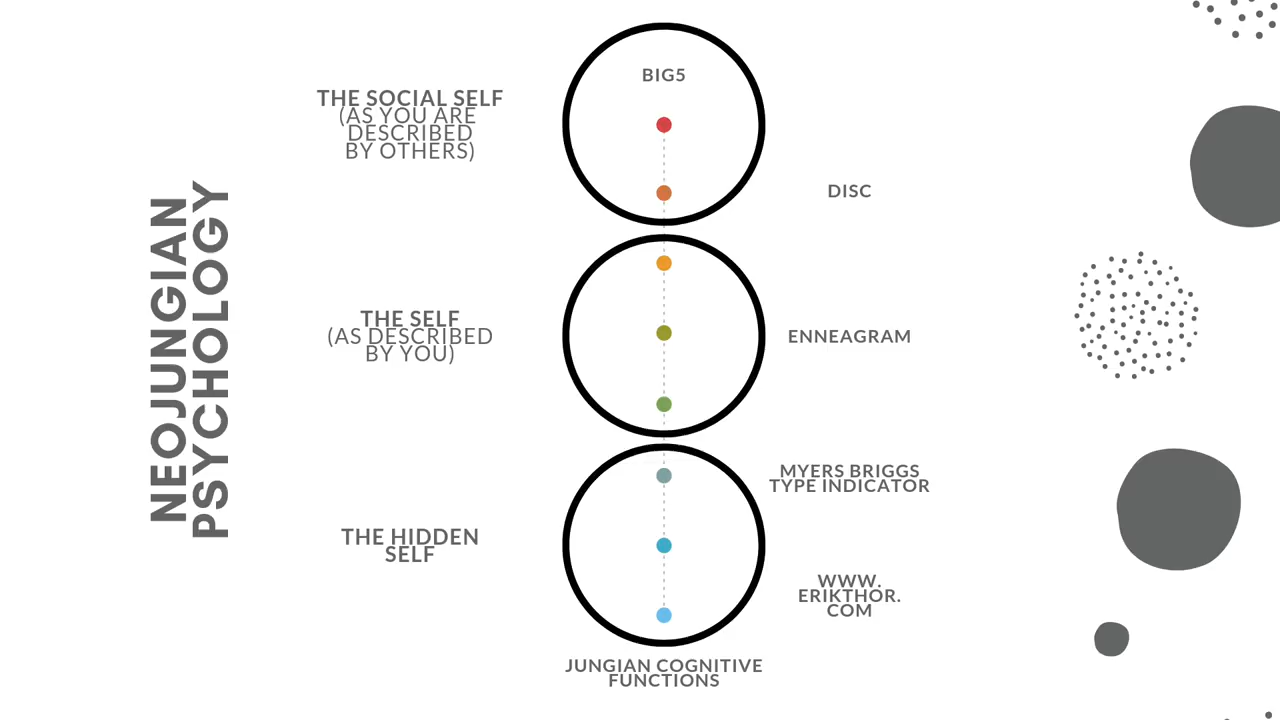 NEOJUNGIAN
PSYCHOLOGY
THE SOCIAL SELF
(AS YOU ARE
DESCRIBED
BY OTHERS)
BIG5
DISC
THE SELF
(AS DESCRIBED
BY YOU)
ENNEAGRAM
MYERS BRIGGS
TYPE INDICATOR
THE HIDDEN
SELF
WWW.
ERIKTHOR.
COM
JUNGIAN COGNITIVE
FUNCTIONS